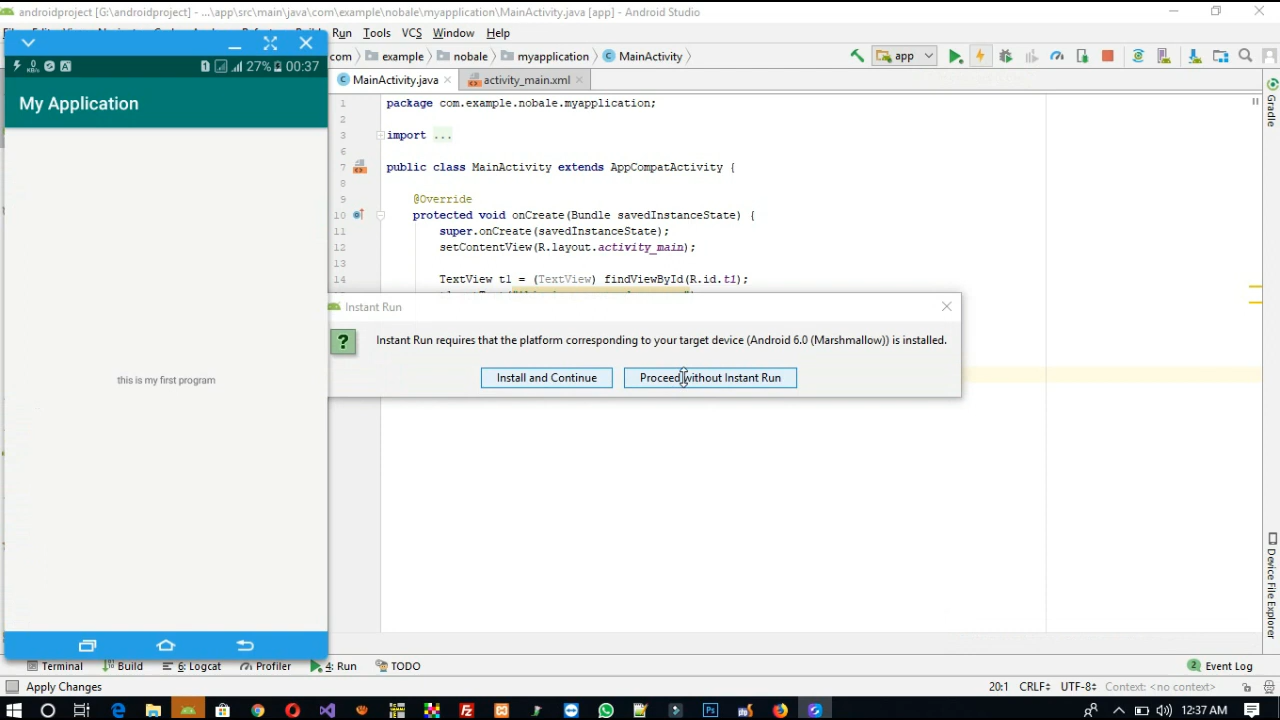 androidproject [G:\androidproject] - ...\app\src\main\java\com\example\nobale\myapplication\MainActivity.java [app] - Android Studio
Run Tools VCS Window Help
com example nobale myapplication MainActivity
app
MainActivity.java activity_main.xml
0 KB/s 27% 00:37
My Application
this is my first program
1 package com.example.nobale.myapplication;
2
3 import ...
6
7 public class MainActivity extends AppCompatActivity {
8
9 @Override
10 protected void onCreate(Bundle savedInstanceState) {
11 super.onCreate(savedInstanceState);
12 setContentView(R.layout.activity_main);
13
14 TextView t1 = (TextView) findViewById(R.id.t1);
Instant Run
Instant Run requires that the platform corresponding to your target device (Android 6.0 (Marshmallow)) is installed.
Install and Continue Proceed without Instant Run
Gradle
Device File Explorer
Terminal Build 6: Logcat Profiler 4: Run TODO Event Log
Apply Changes 20:1 CRLF UTF-8 Context: <no context>
12:37 AM